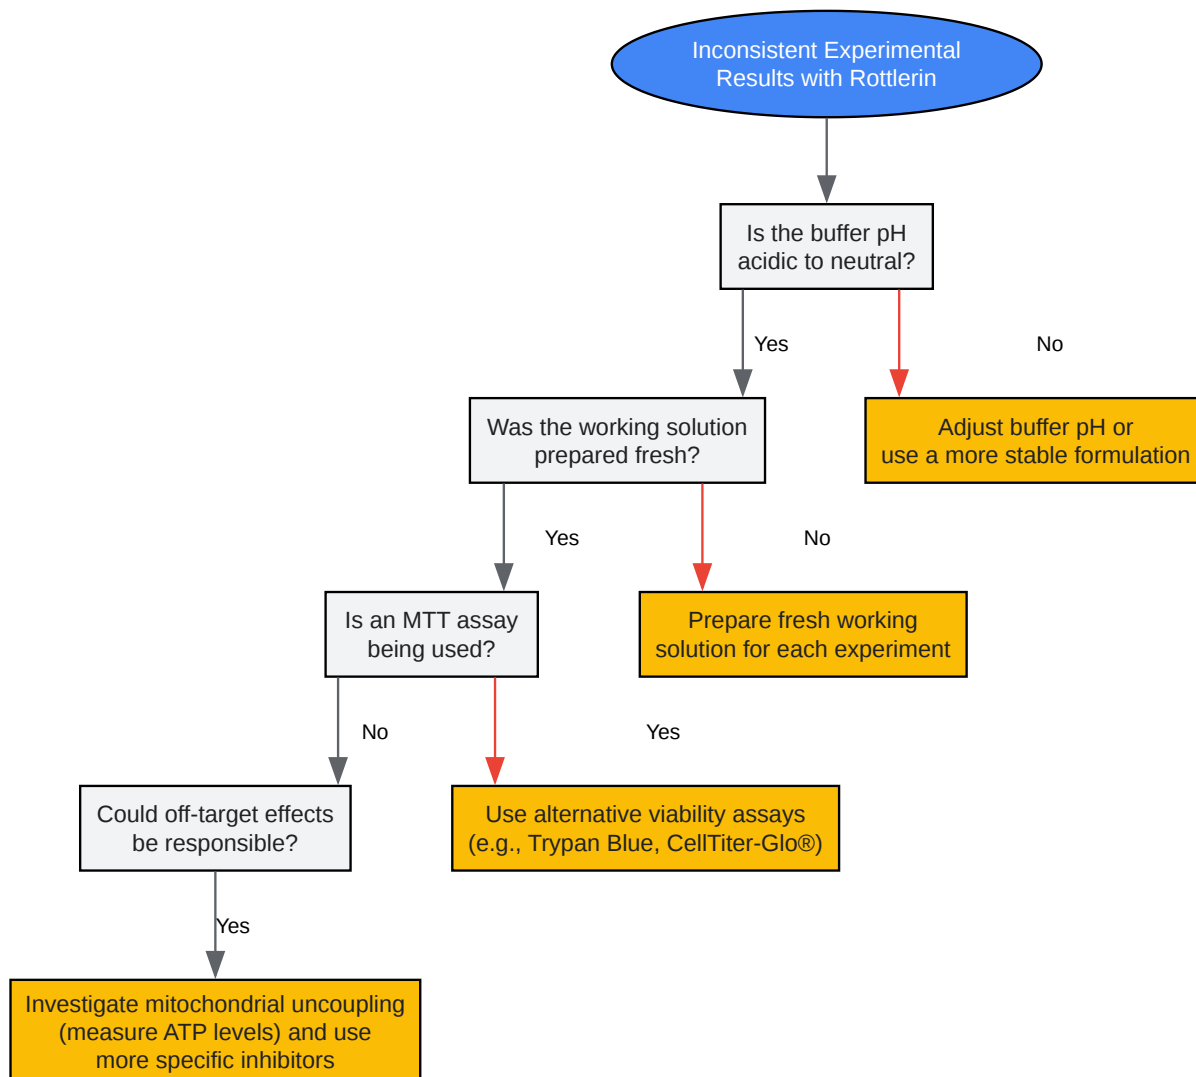 Inconsistent Experimental
Results with Rottlerin
Is the buffer pH
acidic to neutral?
Yes
No
Was the working solution
prepared fresh?
Adjust buffer pH or
use a more stable formulation
Yes
No
Is an MTT assay
being used?
Prepare fresh working
solution for each experiment
No
Yes
Could off-target effects
be responsible?
Use alternative viability assays
(e.g., Trypan Blue, CellTiter-Glo®)
Yes
Investigate mitochondrial uncoupling
(measure ATP levels) and use
more specific inhibitors